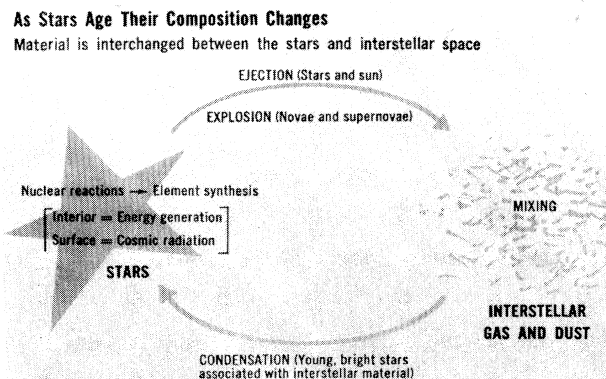 As Stars Age Their Composition Changes
Material is interchanged between the stars and interstellar space
EJECTION (Stars and sun)
EXPLOSION (Novae and supernovae)
Nuclear reactions → Element synthesis
Interior = Energy generation
Surface = Cosmic radiation
STARS
MIXING
INTERSTELLAR
GAS AND DUST
CONDENSATION (Young, bright stars
associated with interstellar material)